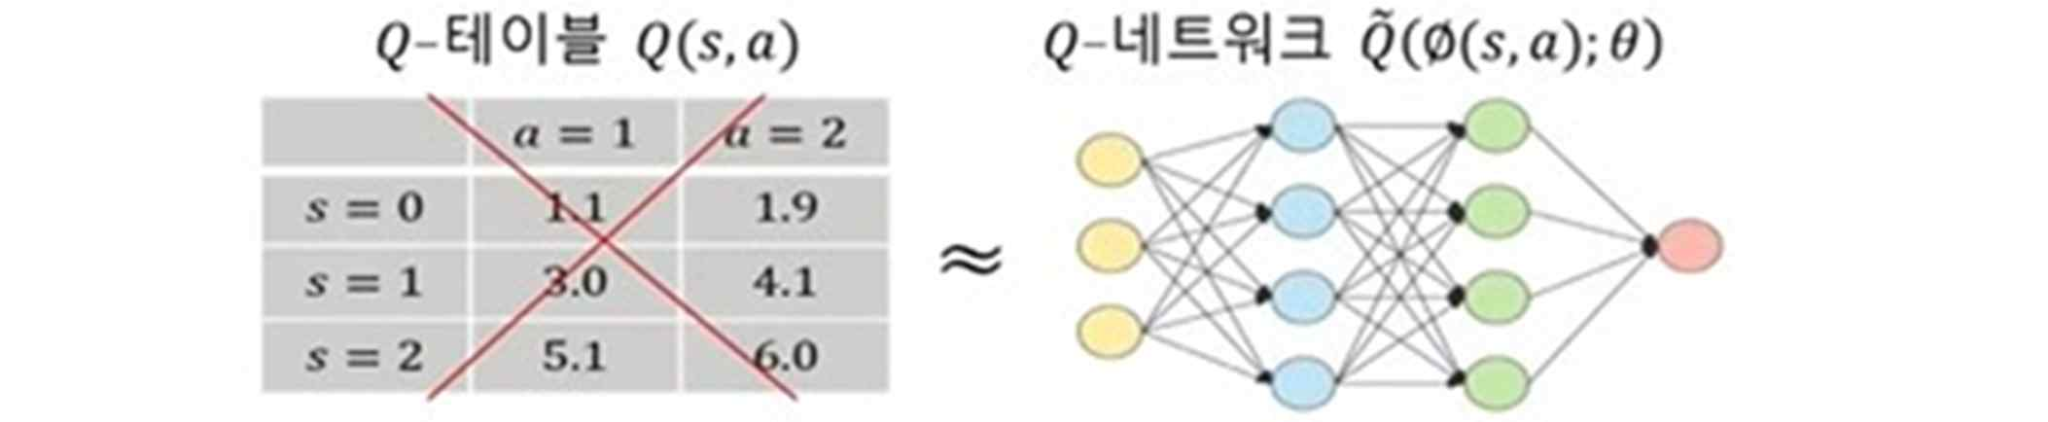 Q-테이블 Q(s, a)
a = 1 a = 2
s = 0 1.1 1.9
s = 1 3.0 4.1
s = 2 5.1 6.0
≈
Q-네트워크 Q̃(∅(s, a); θ)